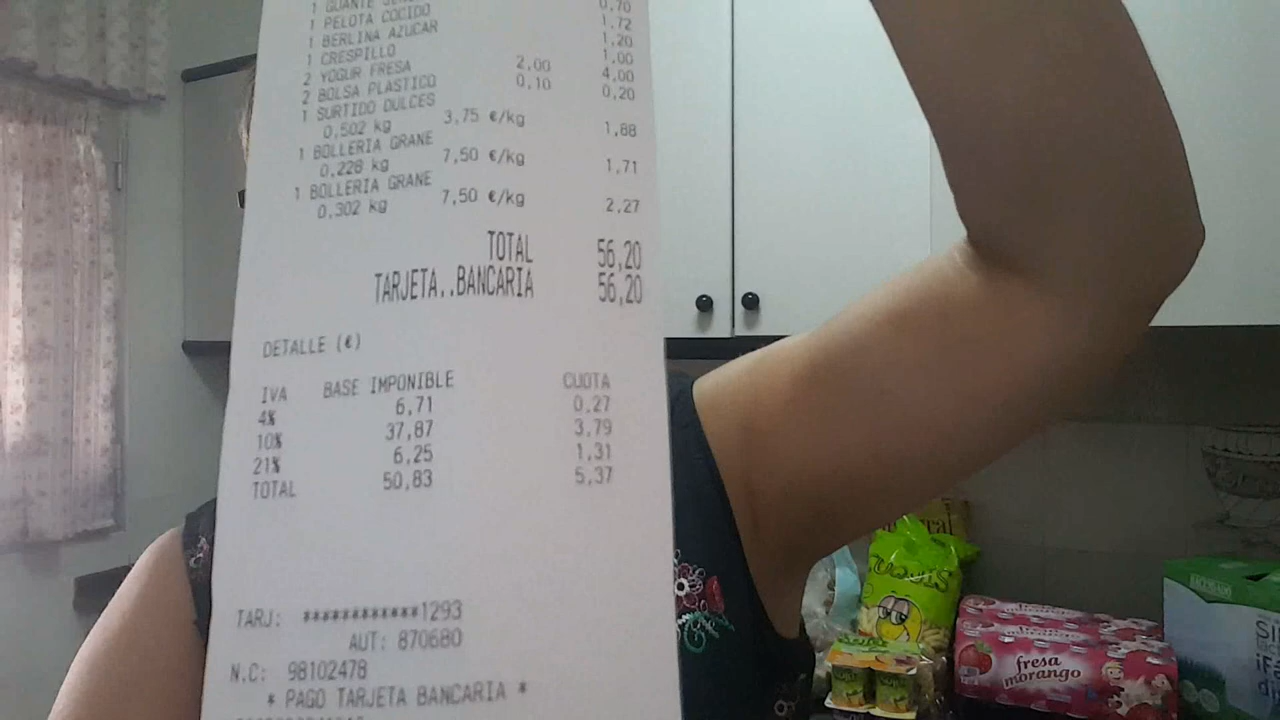 1 GUANTE 0,70
1 PELOTA COCIDO 1,72
1 BERLINA AZUCAR 1,20
1 CRESPILLO 1,00
2 YOGUR FRESA 2,00 4,00
2 BOLSA PLASTICO 0,10 0,20
1 SURTIDO DULCES
0,502 kg 3,75 €/kg 1,88
1 BOLLERIA GRANE
0,228 kg 7,50 €/kg 1,71
1 BOLLERIA GRANE
0,302 kg 7,50 €/kg 2,27
TOTAL 56,20
TARJETA..BANCARIA 56,20
DETALLE (€)
IVA BASE IMPONIBLE CUOTA
4% 6,71 0,27
10% 37,87 3,79
21% 6,25 1,31
TOTAL 50,83 5,37
TARJ: ************1293
AUT: 870680
N.C: 98102478
* PAGO TARJETA BANCARIA *
fresa
morango